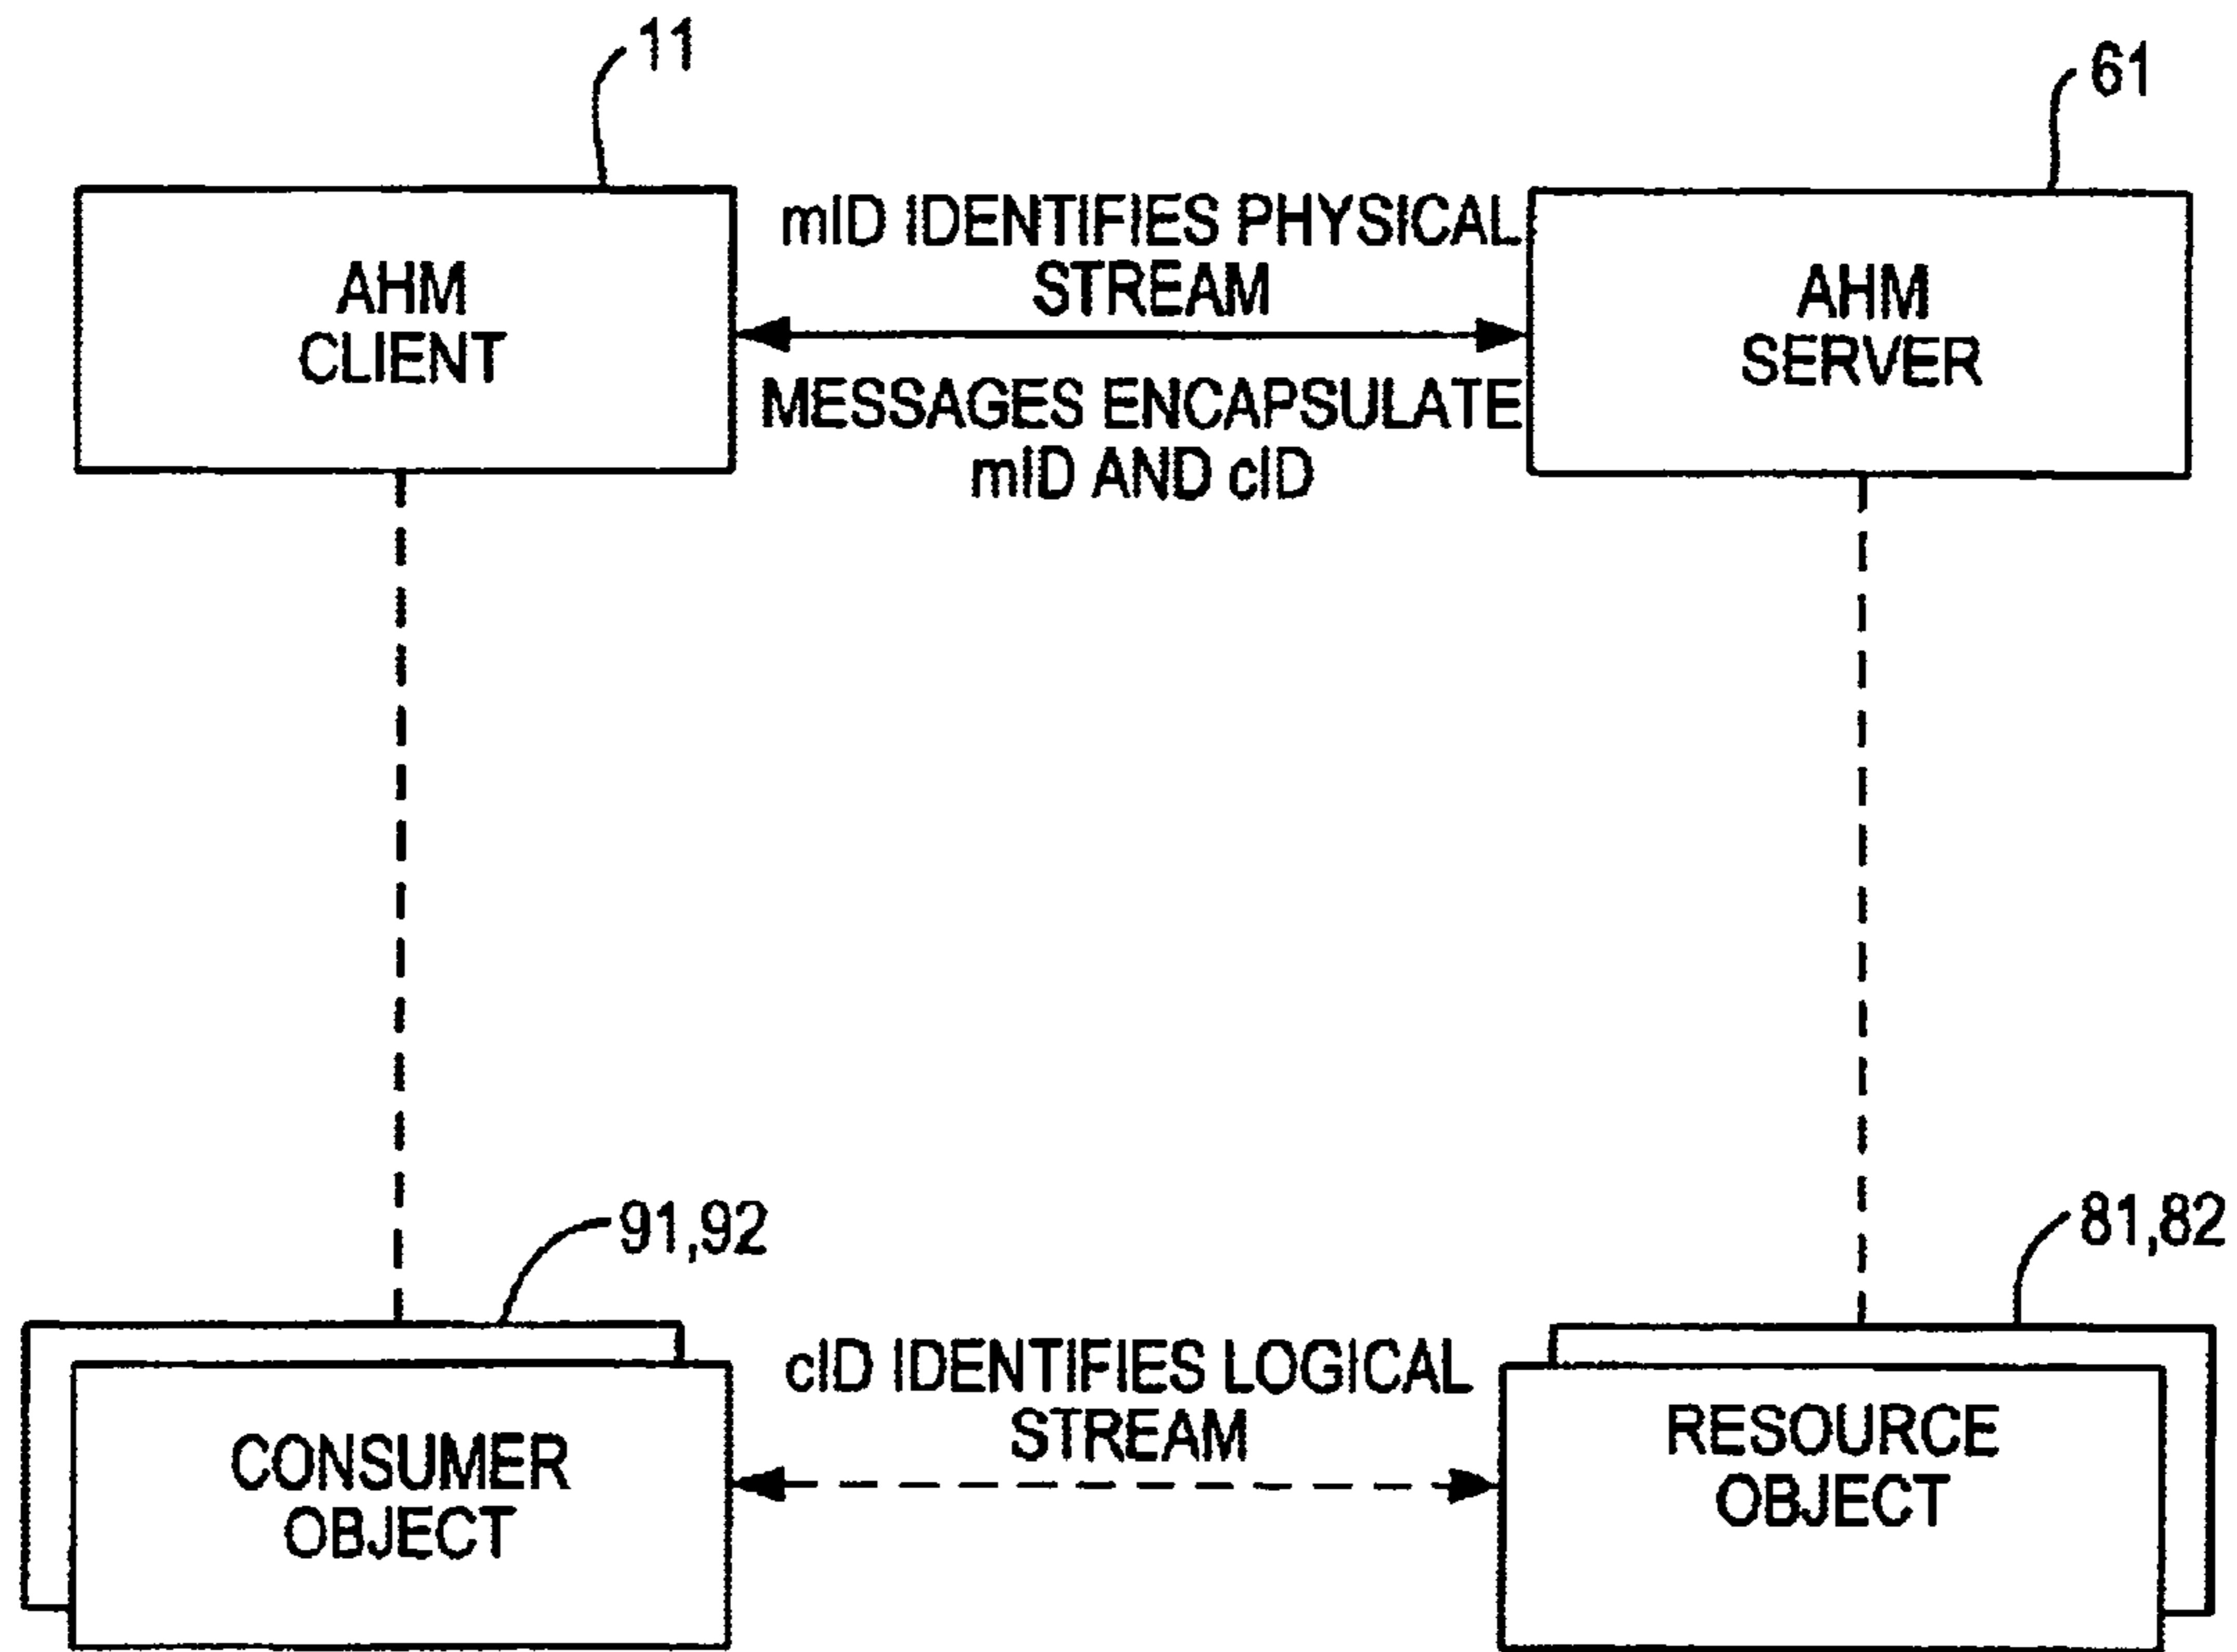 11
61
AHM
CLIENT
mID IDENTIFIES PHYSICAL
STREAM
MESSAGES ENCAPSULATE
mID AND cID
AHM
SERVER
91,92
81,82
CONSUMER
OBJECT
cID IDENTIFIES LOGICAL
STREAM
RESOURCE
OBJECT